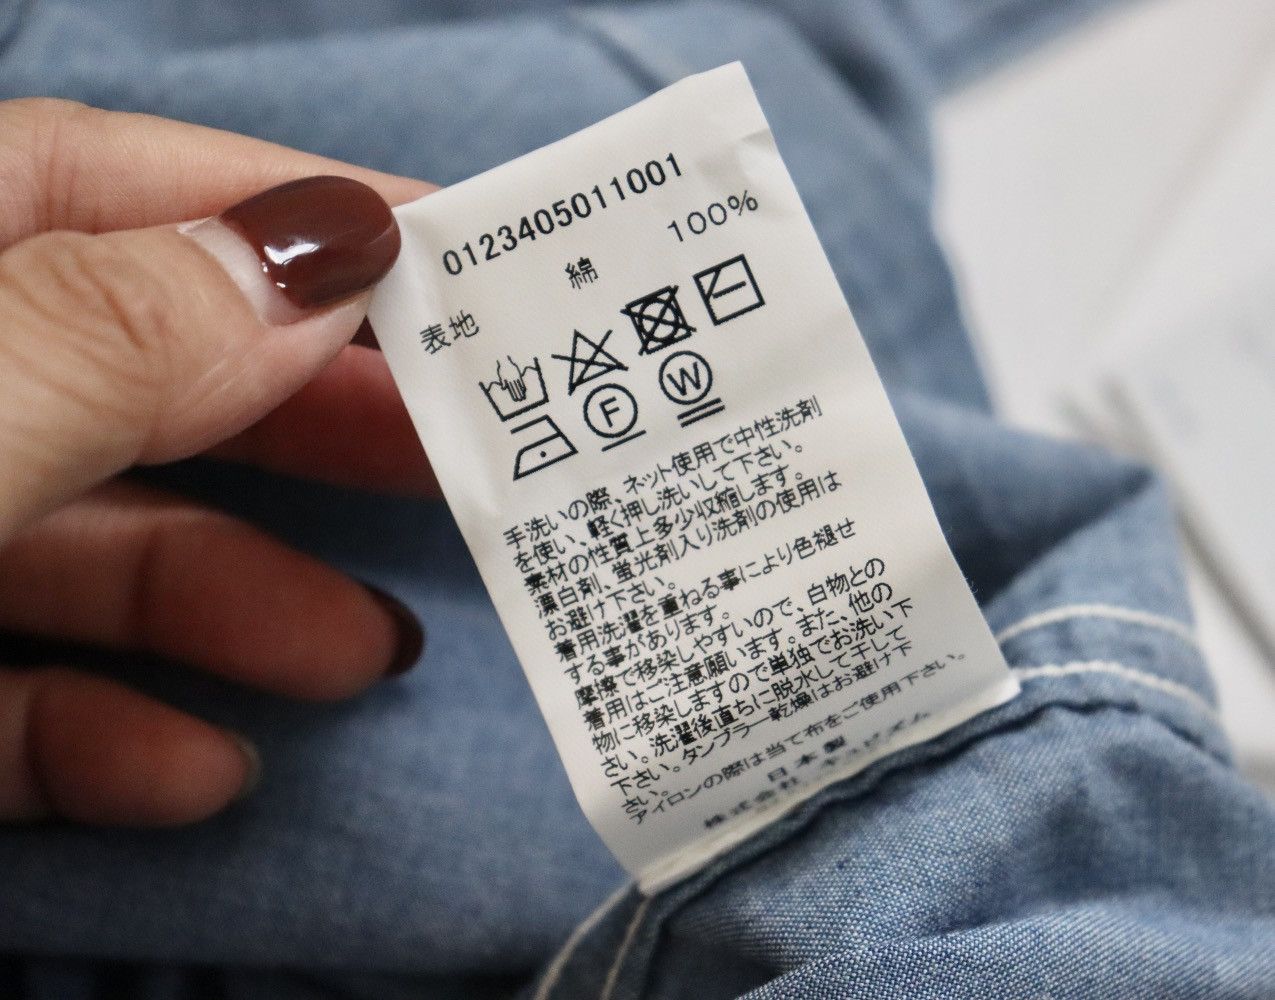 0123405011001
表地 綿 100%
F W
手洗いの際、ネット使用で中性洗剤
を使い、軽く押し洗いして下さい。
素材の性質上多少収縮します。
漂白剤、蛍光剤入り洗剤の使用は
お避け下さい。
着用洗濯を重ねる事により色褪せ
する事があります。
摩擦で移染しやすいので、白物との
着用はご注意願います。また、他の
物に移染しますので単独でお洗い下
さい。洗濯後直ちに脱水して干して
下さい。タンブラー乾燥はお避け下
さい。
アイロンの際は当て布をご使用下さい。
日本製
株式会社